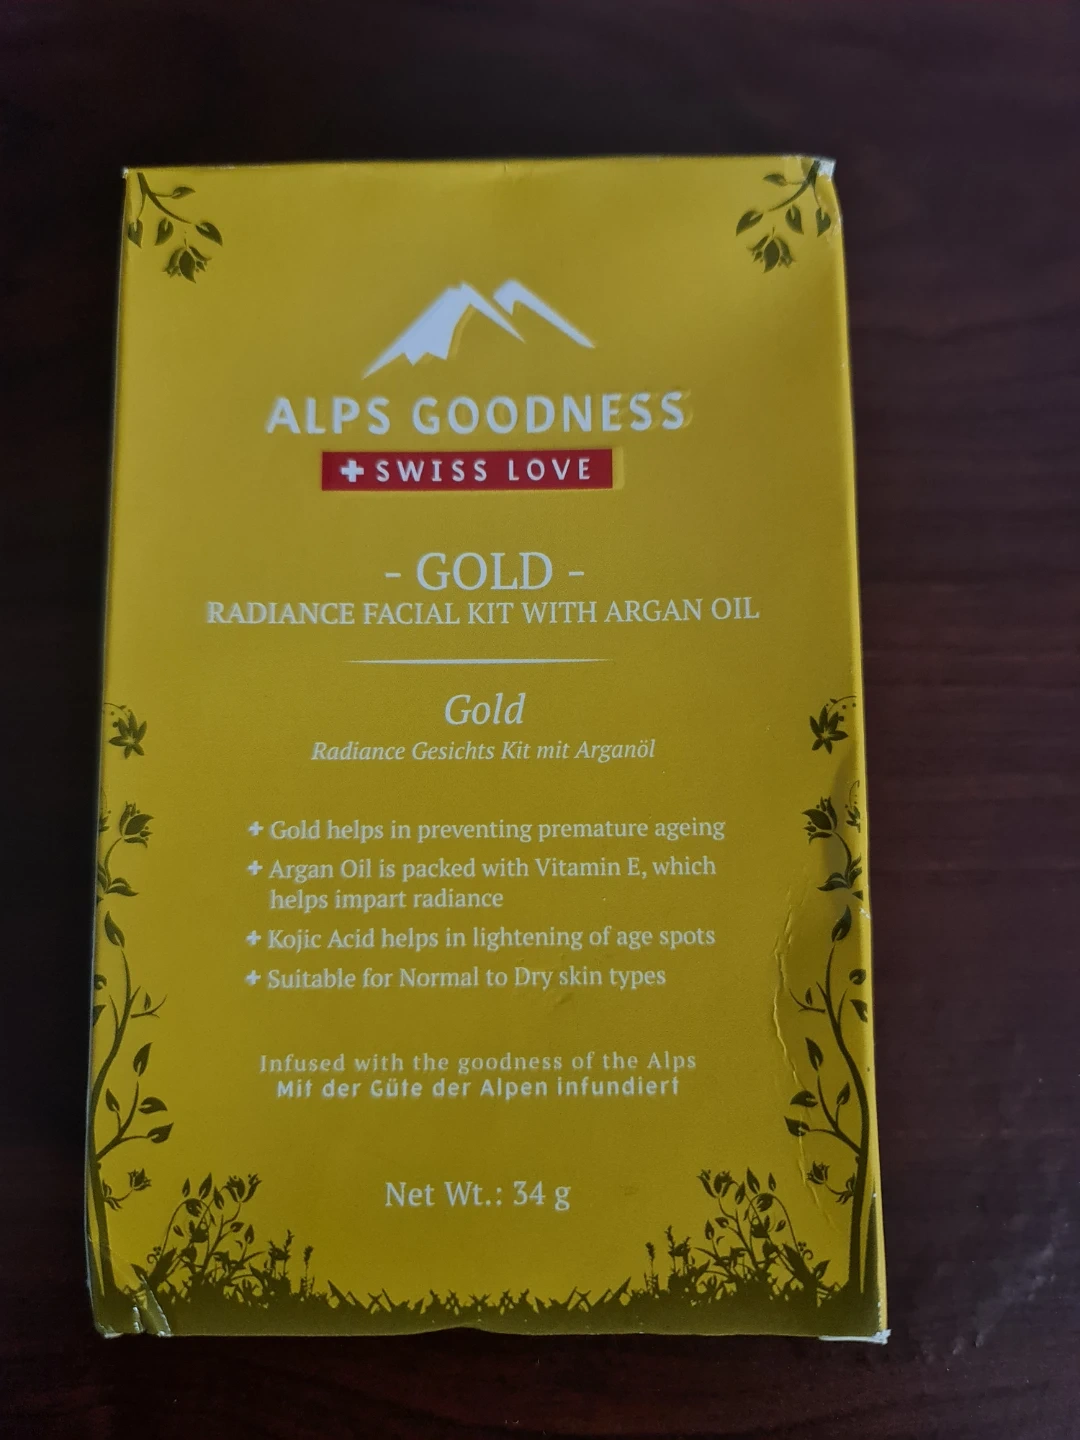 ALPS GOODNESS
+ SWISS LOVE
- GOLD -
RADIANCE FACIAL KIT WITH ARGAN OIL
Gold
Radiance Gesichts Kit mit Arganöl
+ Gold helps in preventing premature ageing
+ Argan Oil is packed with Vitamin E, which
helps impart radiance
+ Kojic Acid helps in lightening of age spots
+ Suitable for Normal to Dry skin types
Infused with the goodness of the Alps
Mit der Güte der Alpen infundiert
Net Wt.: 34 g